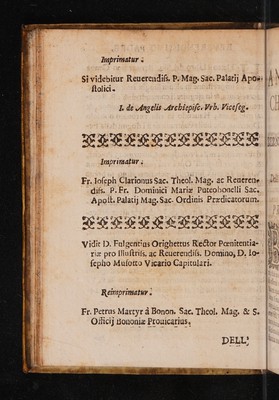 Imprimatur.
Si videbitur Reuerendiss. P. Mag. Sac. Palatij Apo-
stolici.
I. de Angelis Archiepisc. Vrb. Vicesg.
Imprimatur.
Fr. Ioseph Clarionus Sac. Theol. Mag. ac Reueren-
diss. P. Fr. Dominici Mariæ Puteobonelli Sac.
Apost. Palatij Mag. Sac. Ordinis Prædicatorum.
Vidit D. Fulgentius Orighettus Rector Pœnitentia-
riæ pro Illustriss. ac Reuerendiss. Domino, D. Io-
sepho Musotto Vicario Capitulari.
Reimprimatur.
Fr. Petrus Martyr à Bonon. Sac. Theol. Mag. & S.
Officij Bononiæ Prouicarius.
DELL'